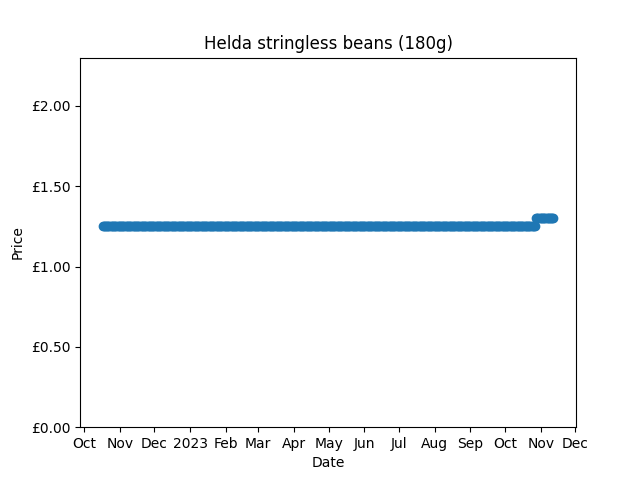 Helda stringless beans (180g)
£2.00
£1.50
£1.00
£0.50
£0.00
Price
Oct Nov Dec 2023 Feb Mar Apr May Jun Jul Aug Sep Oct Nov Dec
Date